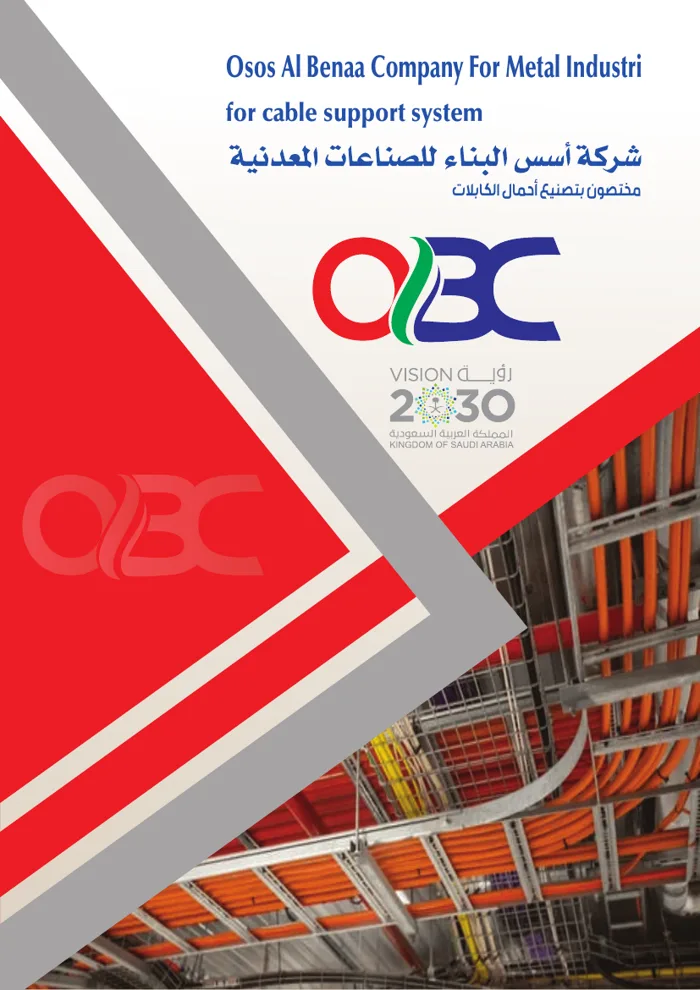 Osos Al Benaa Company For Metal Industri
for cable support system
شركة أسس البناء للصناعات المعدنية
مختصون بتصنيع أحمال الكابلات
OBC
VISION رؤيـــة
2030
المملكة العربية السعودية
KINGDOM OF SAUDI ARABIA
OBC